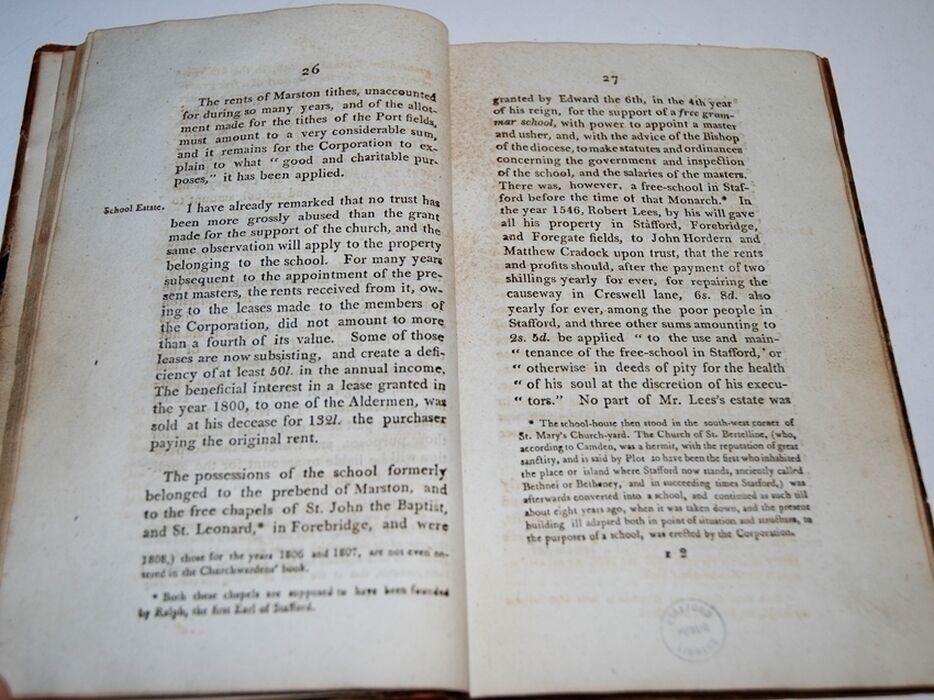 26
The rents of Marston tithes, unaccounted
for during so many years, and of the allot-
ment made for the tithes of the Port fields,
must amount to a very considerable sum,
and it remains for the Corporation to ex-
plain to what “ good and charitable pur-
poses,” it has been applied.
School Estate.
I have already remarked that no trust has
been more grossly abused than the grant
made for the support of the church, and the
same observation will apply to the property
belonging to the school. For many years
subsequent to the appointment of the pre-
sent masters, the rents received from it, ow-
ing to the leases made to the members of
the Corporation, did not amount to more
than a fourth of its value. Some of those
leases are now subsisting, and create a defi-
ciency of at least 50l. in the annual income.
The beneficial interest in a lease granted in
the year 1800, to one of the Aldermen, was
sold at his decease for 132l. the purchaser
paying the original rent.
The possessions of the school formerly
belonged to the prebend of Marston, and
to the free chapels of St. John the Baptist,
and St. Leonard,* in Forebridge, and were
1808,) those for the years 1806 and 1807, are not even en-
tered in the Churchwardens' book.
* Both these chapels are supposed to have been founded
by Ralph, the first Earl of Stafford.
27
granted by Edward the 6th, in the 4th year
of his reign, for the support of a free gram-
mar school, with power to appoint a master
and usher, and, with the advice of the Bishop
of the diocese, to make statutes and ordinances
concerning the government and inspection
of the school, and the salaries of the masters.
There was, however, a free-school in Staf-
ford before the time of that Monarch.* In
the year 1546, Robert Lees, by his will gave
all his property in Stafford, Forebridge,
and Foregate fields, to John Hordern and
Matthew Cradock upon trust, that the rents
and profits should, after the payment of two
shillings yearly for ever, for repairing the
causeway in Creswell lane, 6s. 8d. also
yearly for ever, among the poor people in
Stafford, and three other sums amounting to
2s. 5d. be applied “ to the use and main-
“ tenance of the free-school in Stafford, or
“ otherwise in deeds of pity for the health
“ of his soul at the discretion of his execu-
“ tors.” No part of Mr. Lees's estate was
* The school-house then stood in the south-west corner of
St. Mary's Church-yard. The Church of St. Bertelline, (who,
according to Camden, was a hermit, with the reputation of great
sanctity, and is said by Plot to have been the first who inhabited
the place or island where Stafford now stands, anciently called
Bethnei or Betheney, and in succeeding times Stafford,) was
afterwards converted into a school, and continued as such till
about eight years ago, when it was taken down, and the present
building ill adapted both in point of situation and structure, to
the purposes of a school, was erected by the Corporation.
E 2
STAFFORD
PUBLIC
LIBRARY